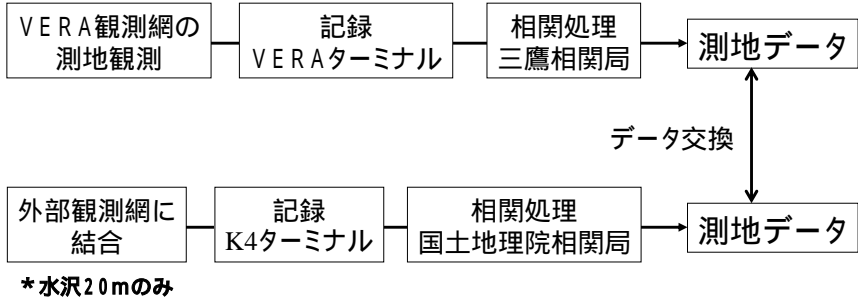 VERA観測網の
測地観測
記録
VERAターミナル
相関処理
三鷹相関局
測地データ
データ交換
外部観測網に
結合
記録
K4ターミナル
相関処理
国土地理院相関局
測地データ
*水沢20mのみ